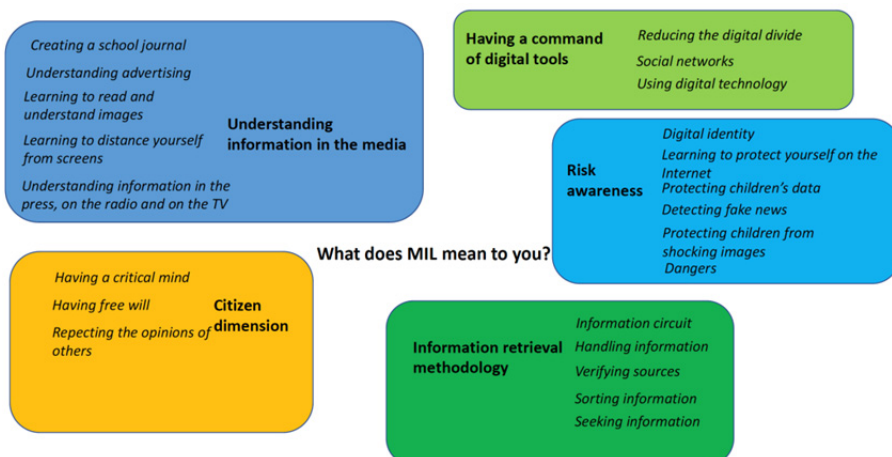 Creating a school journal
Understanding advertising
Learning to read and
understand images
Learning to distance yourself
from screens
Understanding information in the
press, on the radio and on the TV
Understanding
information in the media
Having a command
of digital tools
Reducing the digital divide
Social networks
Using digital technology
Risk
awareness
Digital identity
Learning to protect yourself on the
Internet
Protecting children's data
Detecting fake news
Protecting children from
shocking images
Dangers
What does MIL mean to you?
Having a critical mind
Having free will
Repecting the opinions of
others
Citizen
dimension
Information retrieval
methodology
Information circuit
Handling information
Verifying sources
Sorting information
Seeking information